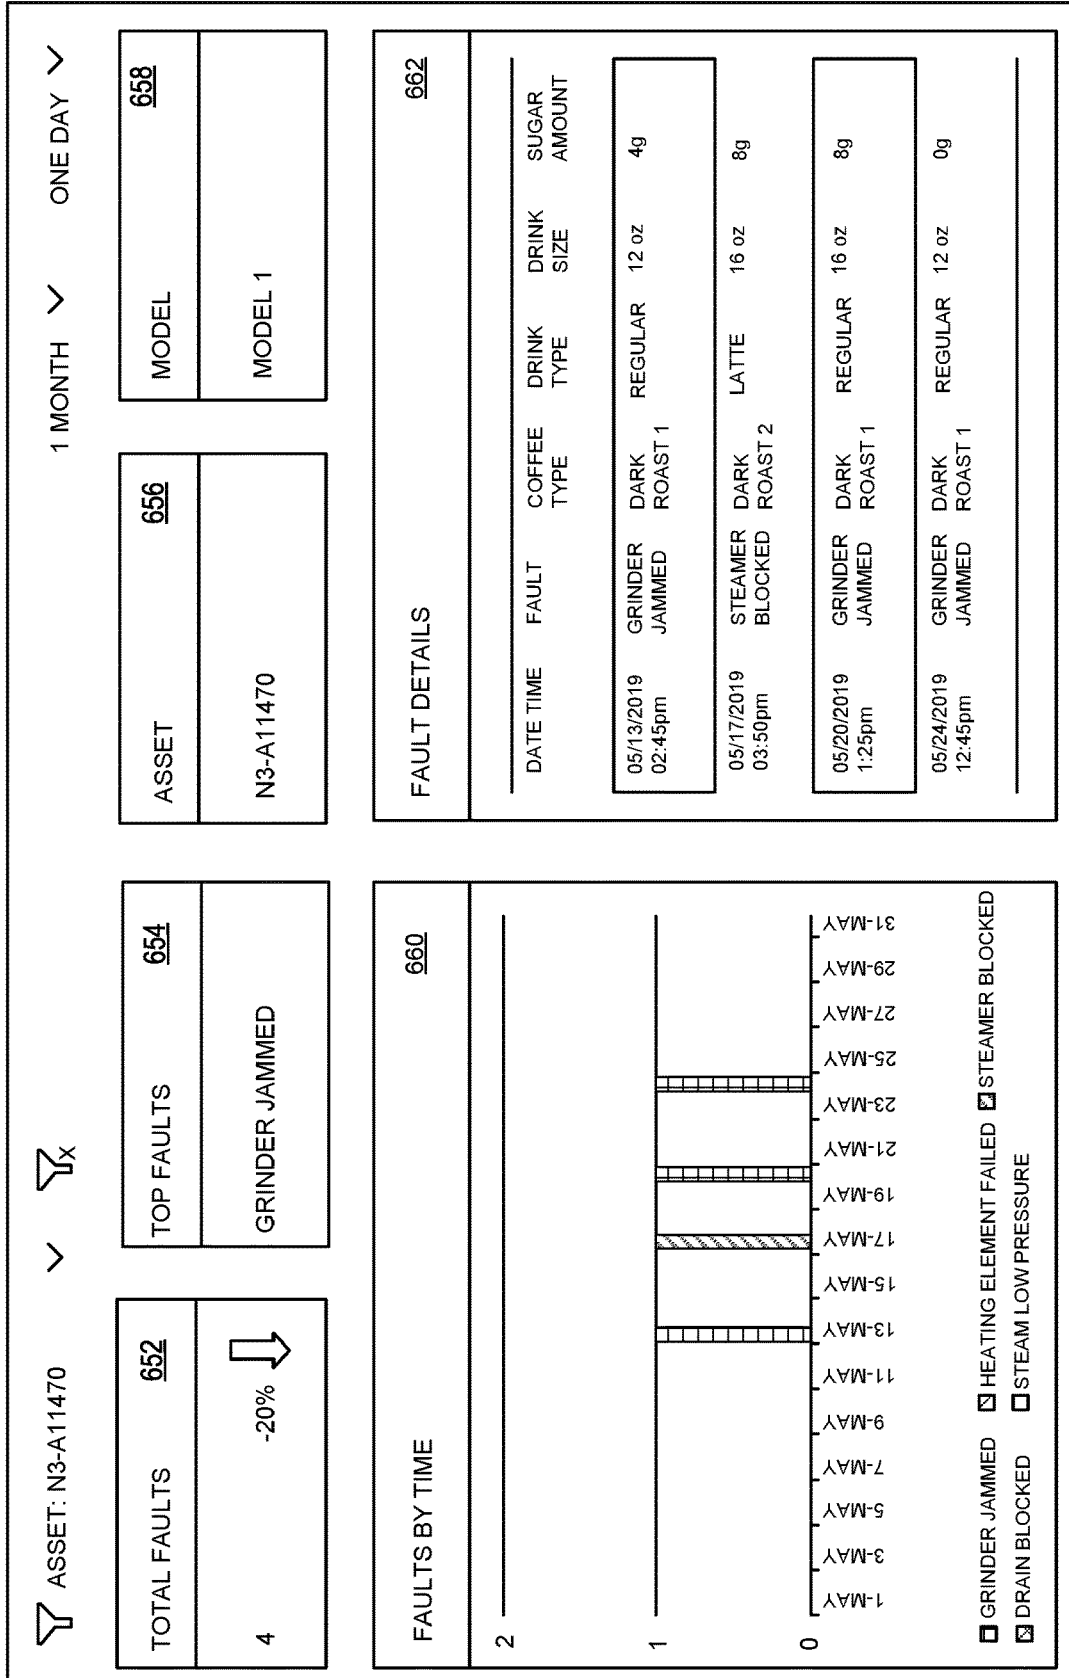 ASSET: N3-A11470
X
1 MONTH
ONE DAY
TOTAL FAULTS 652
4
-20%
TOP FAULTS 654
GRINDER JAMMED
ASSET 656
N3-A11470
MODEL 658
MODEL 1
FAULTS BY TIME 660
2
1
0
1-MAY 3-MAY 5-MAY 7-MAY 9-MAY 11-MAY 13-MAY 15-MAY 17-MAY 19-MAY 21-MAY 23-MAY 25-MAY 27-MAY 29-MAY 31-MAY
GRINDER JAMMED HEATING ELEMENT FAILED STEAMER BLOCKED
DRAIN BLOCKED STEAM LOW PRESSURE
FAULT DETAILS 662
DATE TIME FAULT COFFEE DRINK DRINK SUGAR
TYPE TYPE SIZE AMOUNT
05/13/2019 GRINDER DARK REGULAR 12 oz 4g
02:45pm JAMMED ROAST 1
05/17/2019 STEAMER DARK LATTE 16 oz 8g
03:50pm BLOCKED ROAST 2
05/20/2019 GRINDER DARK REGULAR 16 oz 8g
1:25pm JAMMED ROAST 1
05/24/2019 GRINDER DARK REGULAR 12 oz 0g
12:45pm JAMMED ROAST 1